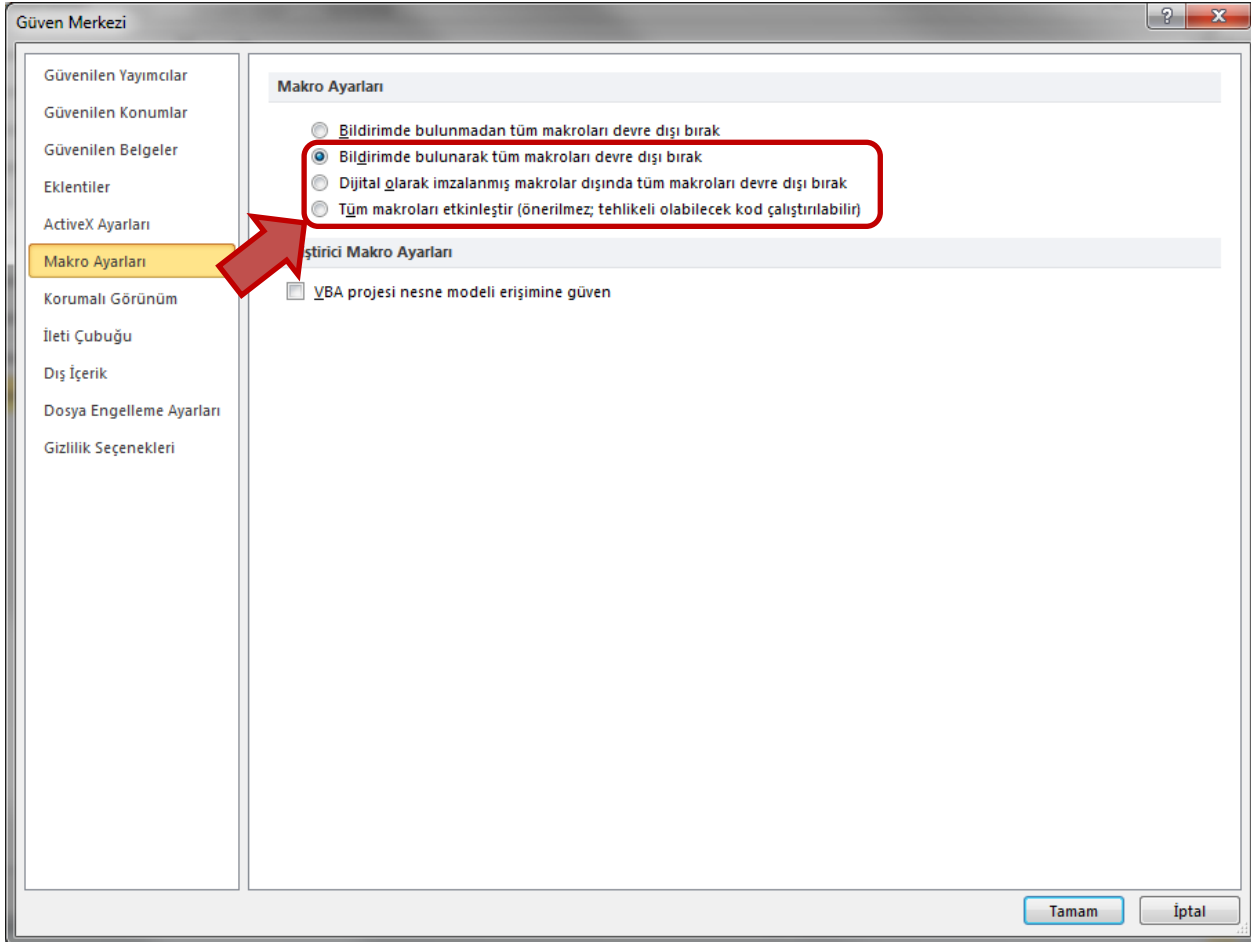 Güven Merkezi
Güvenilen Yayımcılar
Güvenilen Konumlar
Güvenilen Belgeler
Eklentiler
ActiveX Ayarları
Makro Ayarları
Korumalı Görünüm
İleti Çubuğu
Dış İçerik
Dosya Engelleme Ayarları
Gizlilik Seçenekleri
Makro Ayarları
Bildirimde bulunmadan tüm makroları devre dışı bırak
Bildirimde bulunarak tüm makroları devre dışı bırak
Dijital olarak imzalanmış makrolar dışında tüm makroları devre dışı bırak
Tüm makroları etkinleştir (önerilmez; tehlikeli olabilecek kod çalıştırılabilir)
Makro Ayarları
VBA projesi nesne modeli erişimine güven
Tamam
İptal